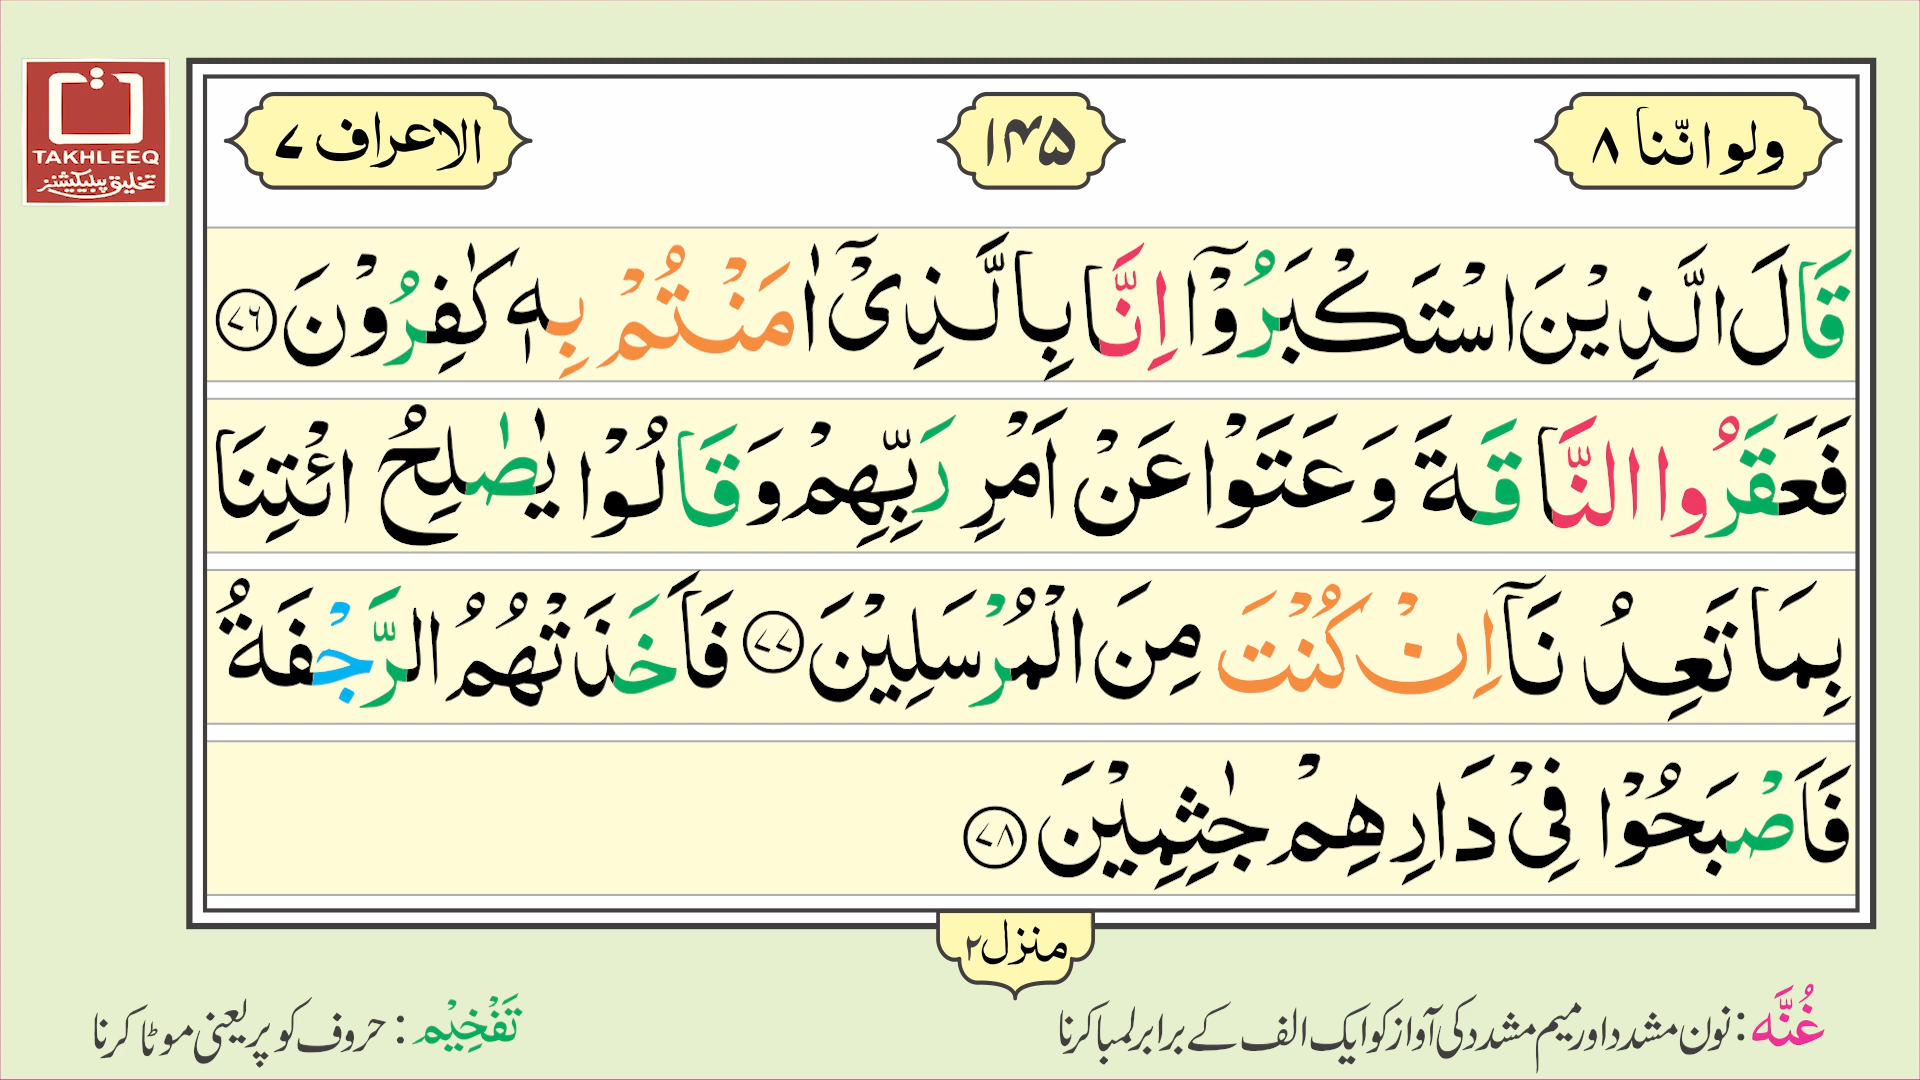 TAKHLEEQ
تخلیق پبلیکیشنز
ولو اننّا ۸
۱۴۵
الاعراف ۷
قَالَ الَّذِيْنَ اسْتَكْبَرُوْۤا اِنَّا بِالَّذِيْۤ اٰمَنْتُمْ بِهٖ كٰفِرُوْنَ ۷۶
فَعَقَرُوا النَّاقَةَ وَعَتَوْا عَنْ اَمْرِ رَبِّهِمْ وَقَالُوْا يٰصٰلِحُ ائْتِنَا
بِمَا تَعِدُنَاۤ اِنْ كُنْتَ مِنَ الْمُرْسَلِيْنَ ۷۷ فَاَخَذَتْهُمُ الرَّجْفَةُ
فَاَصْبَحُوْا فِيْ دَارِهِمْ جٰثِمِيْنَ ۷۸
منزل ۲
غُنَّه : نون مشدد اور میم مشدد کی آواز کو ایک الف کے برابر لمبا کرنا
تَفْخِيْم : حروف کو پر یعنی موٹا کرنا